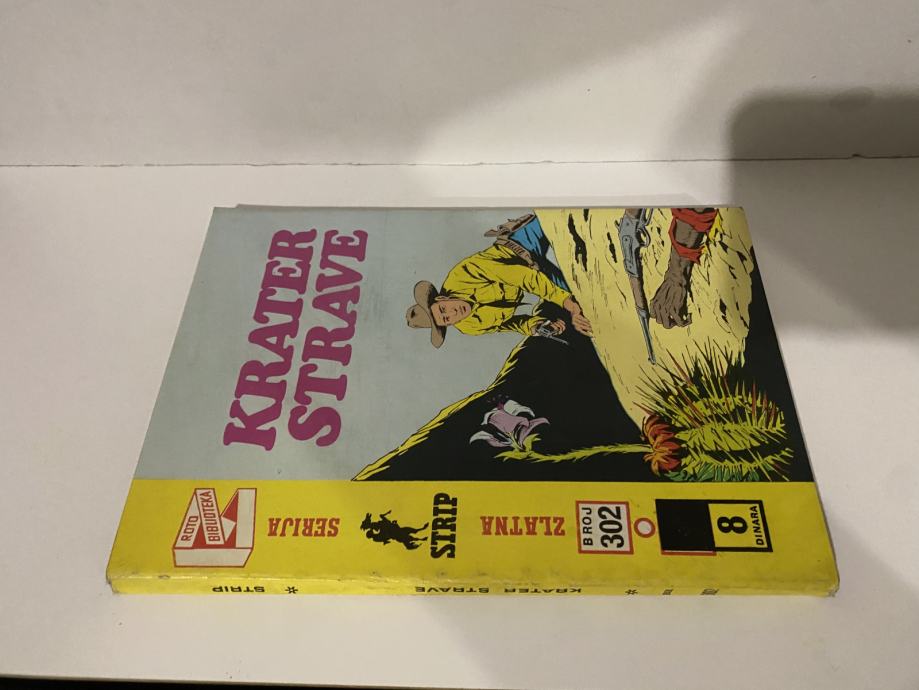 KRATER
STRAVE
ROTO
BIBLIOTEKA
SERIJA
STRIP
ZLATNA
BROJ
302
8
DINARA
STRIP * KRATER STRAVE *